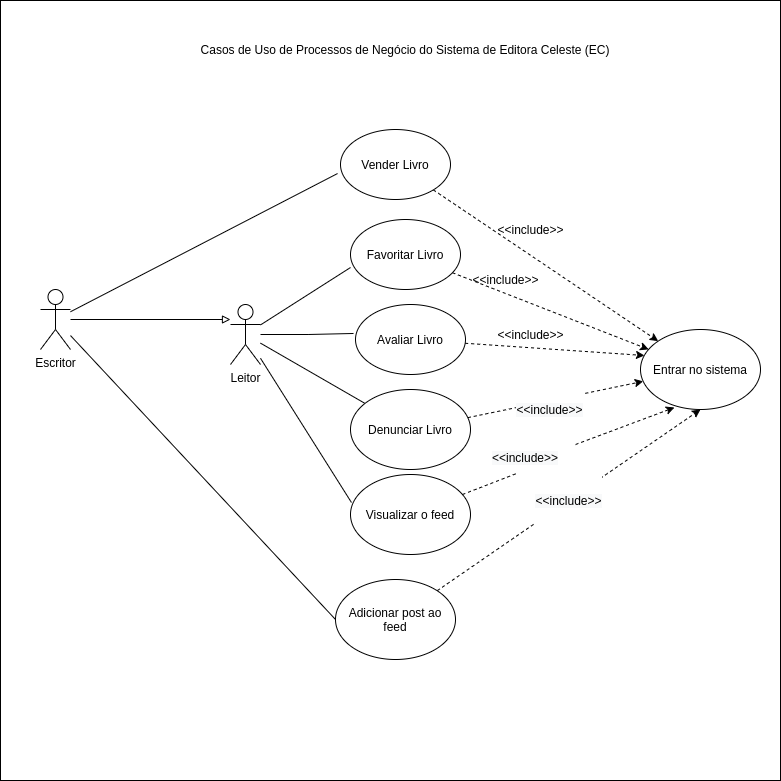 Casos de Uso de Processos de Negócio do Sistema de Editora Celeste (EC)
Vender Livro
<<include>>
Favoritar Livro
<<include>>
Avaliar Livro
<<include>>
Escritor
Leitor
Entrar no sistema
Denunciar Livro
<<include>>
<<include>>
Visualizar o feed
<<include>>
Adicionar post ao
feed